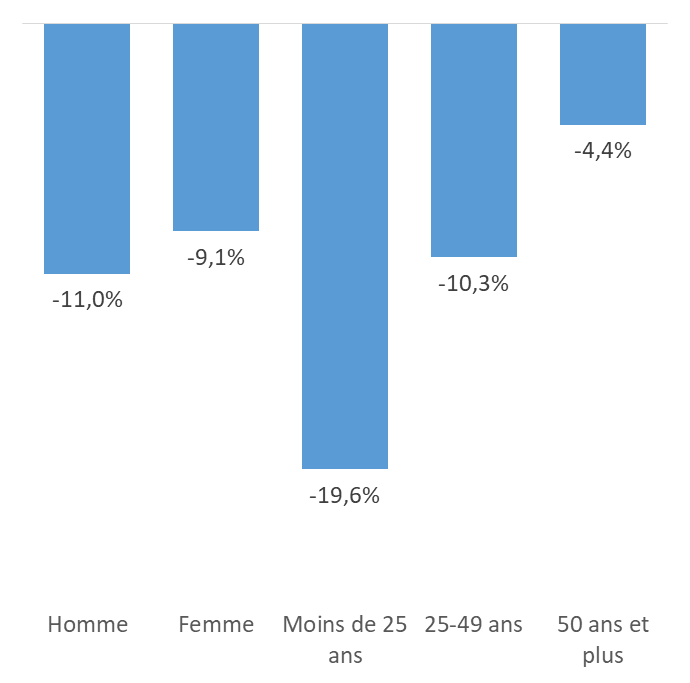 -4,4%
-9,1%
-10,3%
-11,0%
-19,6%
Homme
Femme
Moins de 25
ans
25-49 ans
50 ans et
plus